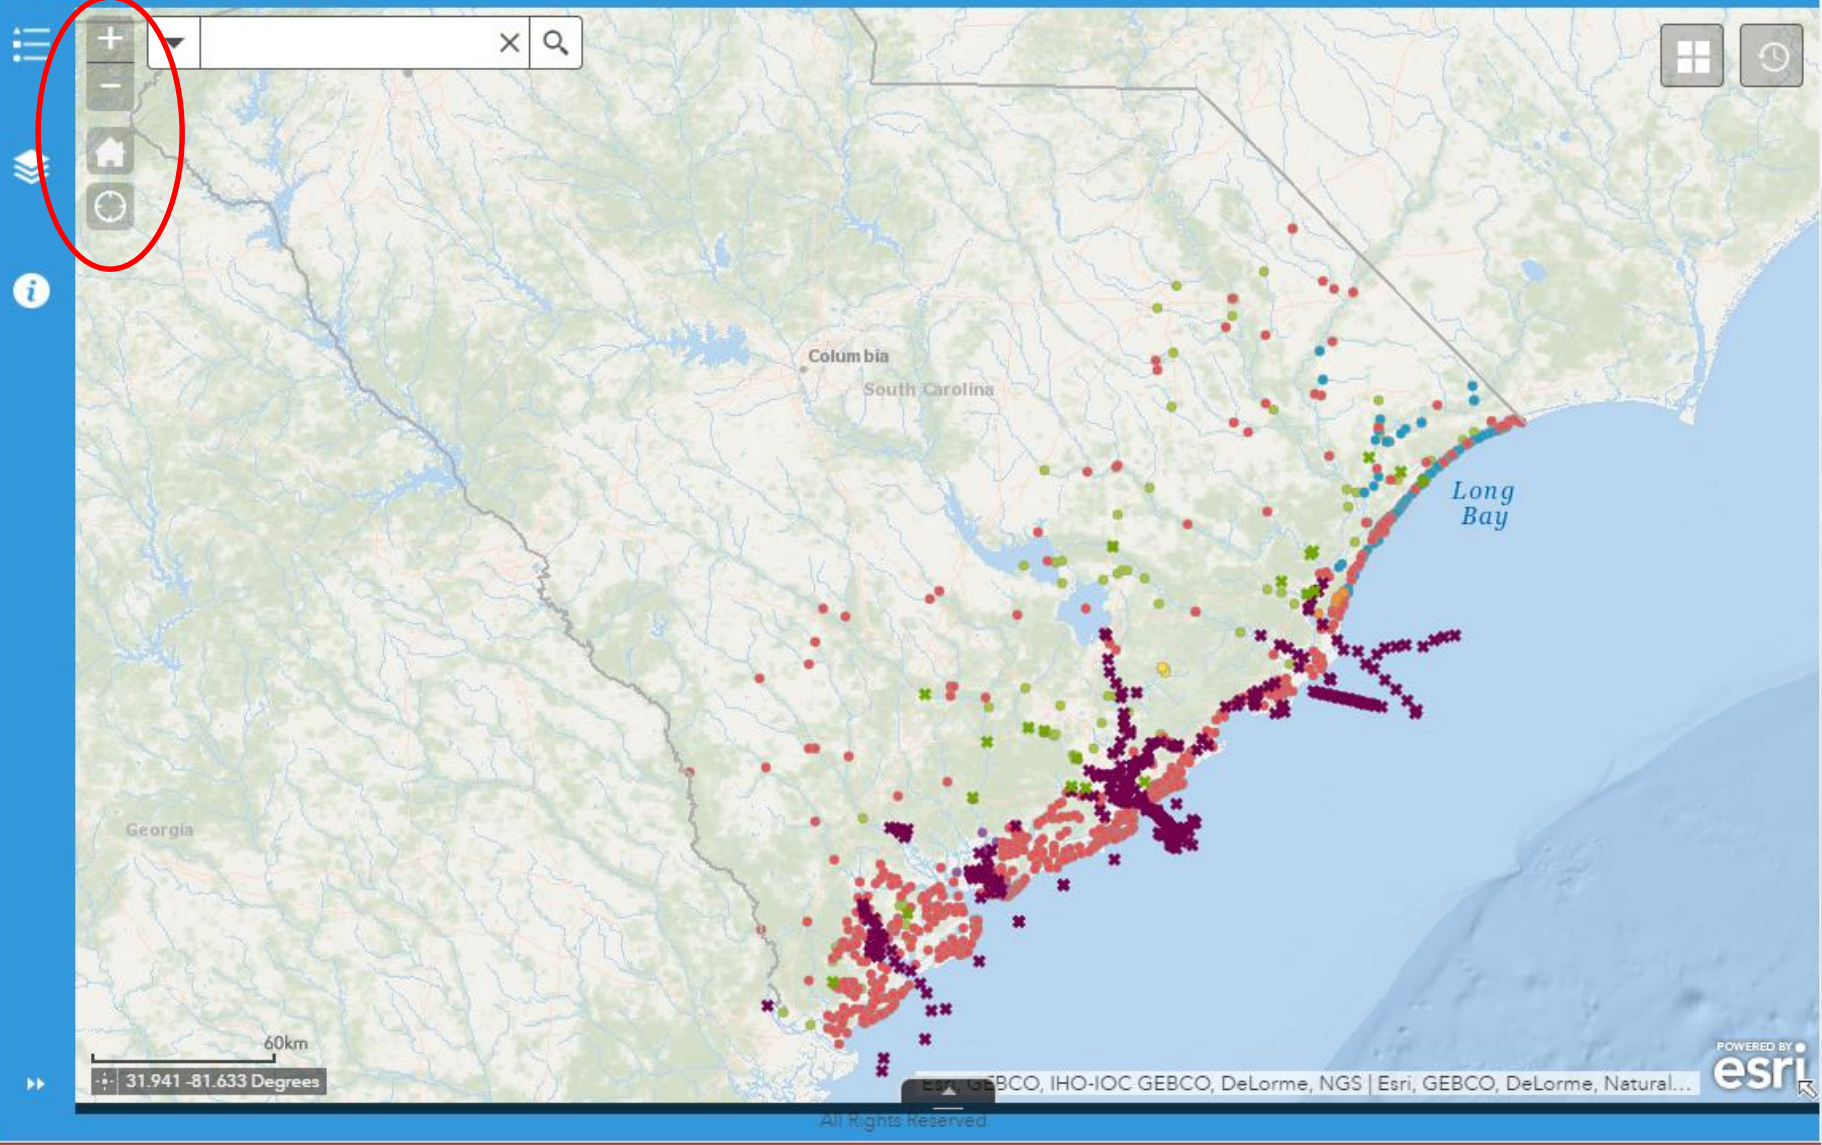 Columbia
South Carolina
Long
Bay
Georgia
60km
31.941 -81.633 Degrees
POWERED BY
esri
Esri, GEBCO, IHO-IOC GEBCO, DeLorme, NGS | Esri, GEBCO, DeLorme, Natural...
All Rights Reserved